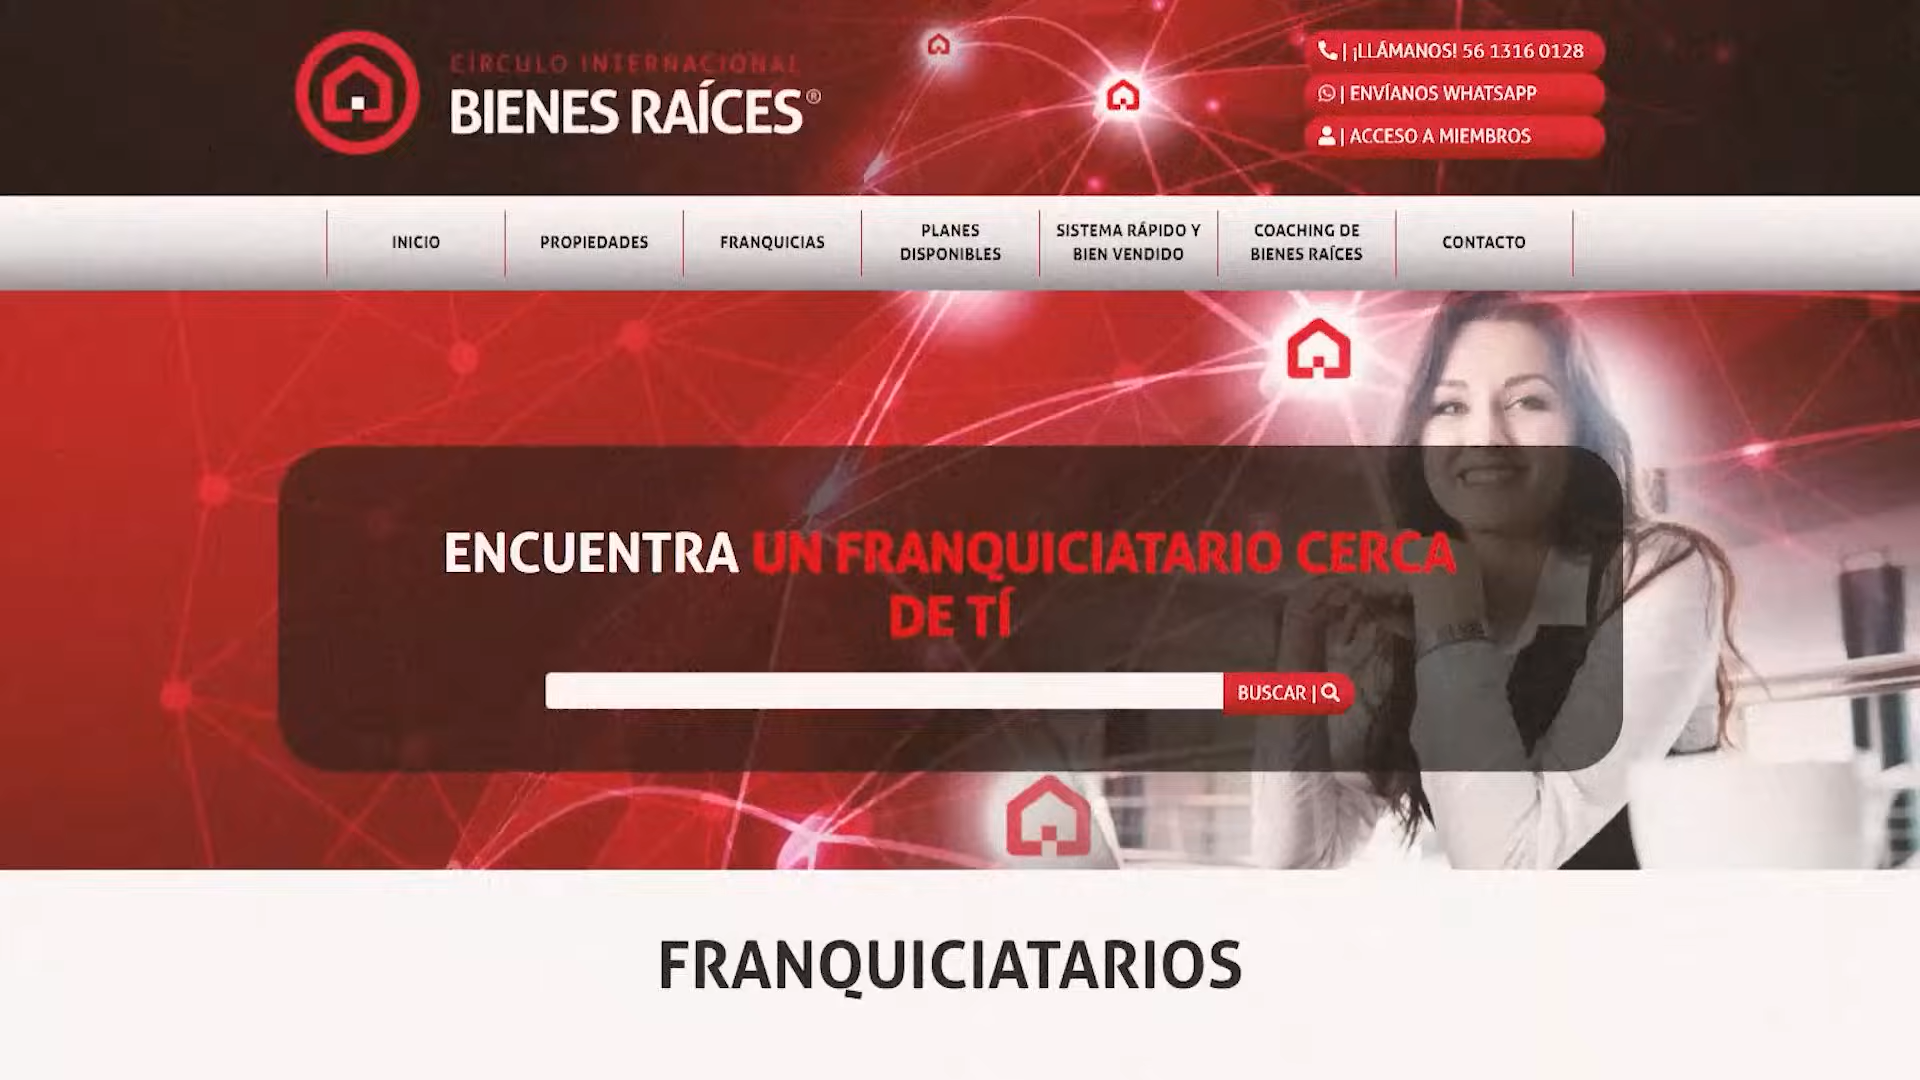 CÍRCULO INTERNACIONAL
BIENES RAÍCES®
| ¡LLÁMANOS! 56 1316 0128
| ENVÍANOS WHATSAPP
| ACCESO A MIEMBROS
INICIO
PROPIEDADES
FRANQUICIAS
PLANES
DISPONIBLES
SISTEMA RÁPIDO Y
BIEN VENDIDO
COACHING DE
BIENES RAÍCES
CONTACTO
ENCUENTRA UN FRANQUICIATARIO CERCA
DE TÍ
BUSCAR |
FRANQUICIATARIOS